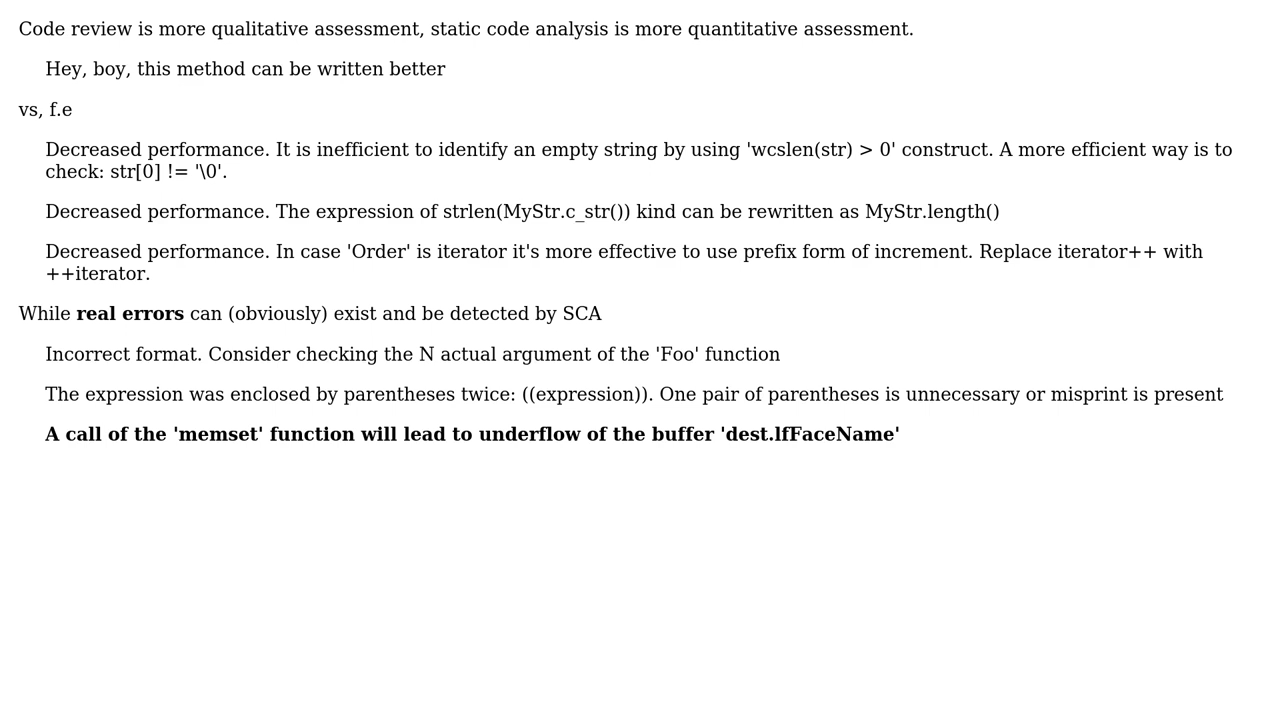 Code review is more qualitative assessment, static code analysis is more quantitative assessment.
Hey, boy, this method can be written better
vs, f.e
Decreased performance. It is inefficient to identify an empty string by using 'wcslen(str) > 0' construct. A more efficient way is to
check: str[0] != '\0'.
Decreased performance. The expression of strlen(MyStr.c_str()) kind can be rewritten as MyStr.length()
Decreased performance. In case 'Order' is iterator it's more effective to use prefix form of increment. Replace iterator++ with
++iterator.
While real errors can (obviously) exist and be detected by SCA
Incorrect format. Consider checking the N actual argument of the 'Foo' function
The expression was enclosed by parentheses twice: ((expression)). One pair of parentheses is unnecessary or misprint is present
A call of the 'memset' function will lead to underflow of the buffer 'dest.lfFaceName'